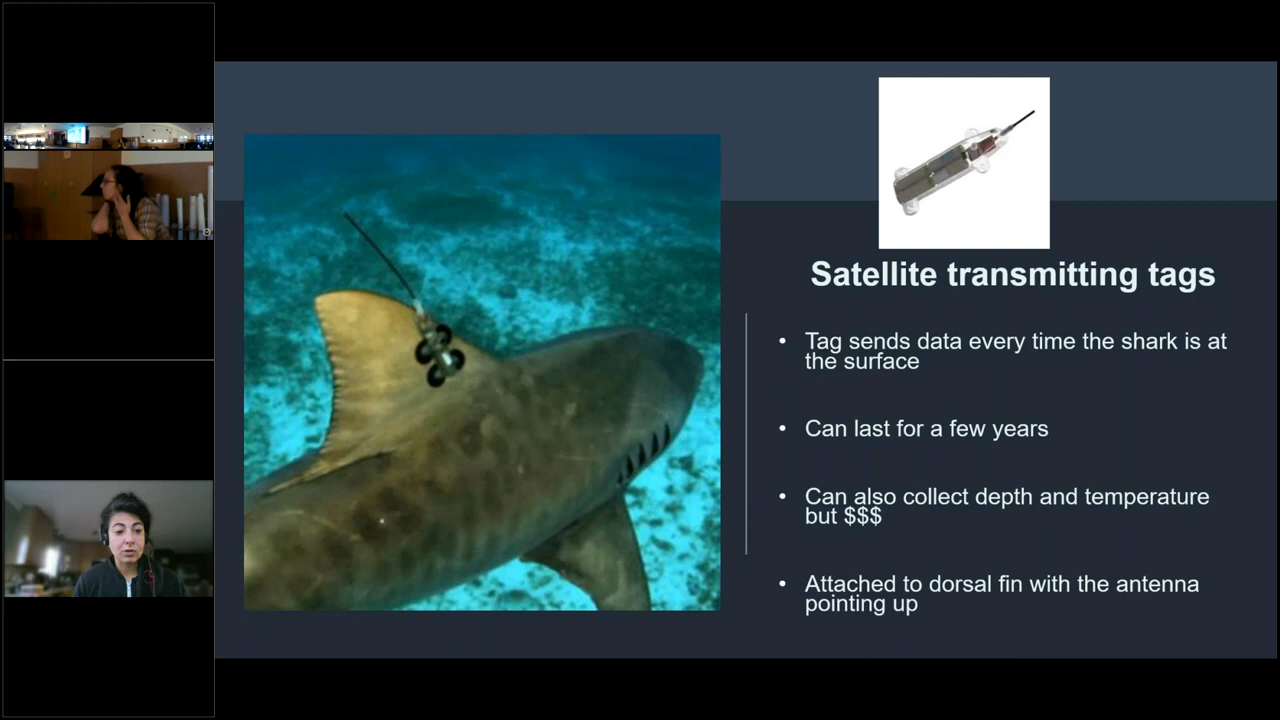 Satellite transmitting tags
• Tag sends data every time the shark is at
the surface
• Can last for a few years
• Can also collect depth and temperature
but $$$
• Attached to dorsal fin with the antenna
pointing up